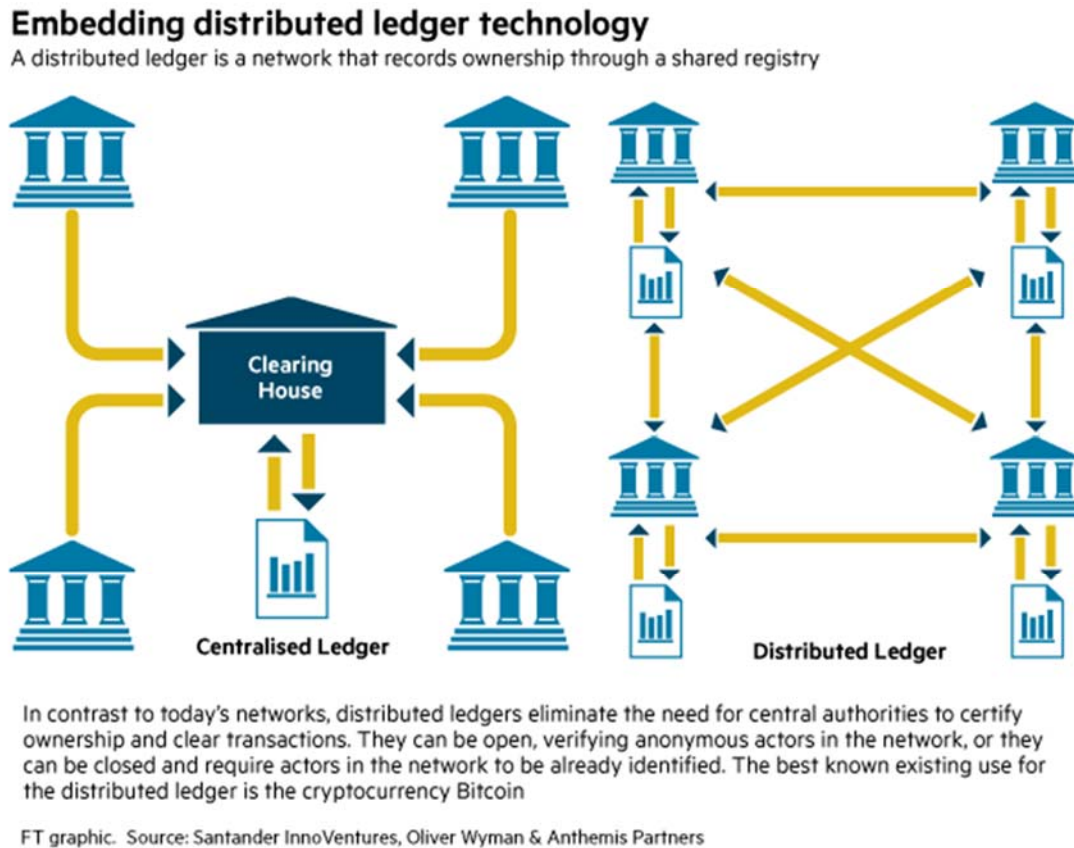 Embedding distributed ledger technology
A distributed ledger is a network that records ownership through a shared registry
Clearing
House
Centralised Ledger
Distributed Ledger
In contrast to today's networks, distributed ledgers eliminate the need for central authorities to certify
ownership and clear transactions. They can be open, verifying anonymous actors in the network, or they
can be closed and require actors in the network to be already identified. The best known existing use for
the distributed ledger is the cryptocurrency Bitcoin
FT graphic. Source: Santander InnoVentures, Oliver Wyman & Anthemis Partners